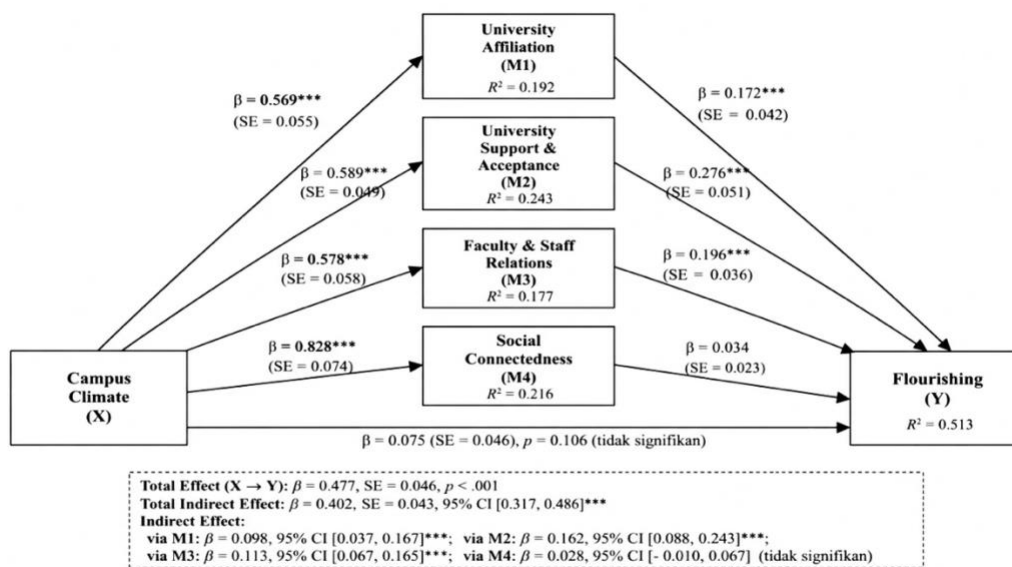 University
Affiliation
(M1)
R² = 0.192
β = 0.569***
(SE = 0.055)
β = 0.172***
(SE = 0.042)
University
Support &
Acceptance
(M2)
R² = 0.243
β = 0.589***
(SE = 0.049)
β = 0.276***
(SE = 0.051)
Faculty & Staff
Relations
(M3)
R² = 0.177
β = 0.578***
(SE = 0.058)
β = 0.196***
(SE = 0.036)
Social
Connectedness
(M4)
R² = 0.216
β = 0.828***
(SE = 0.074)
β = 0.034
(SE = 0.023)
Campus
Climate
(X)
Flourishing
(Y)
R² = 0.513
β = 0.075 (SE = 0.046), p = 0.106 (tidak signifikan)
Total Effect (X → Y): β = 0.477, SE = 0.046, p < .001
Total Indirect Effect: β = 0.402, SE = 0.043, 95% CI [0.317, 0.486]***
Indirect Effect:
via M1: β = 0.098, 95% CI [0.037, 0.167]***; via M2: β = 0.162, 95% CI [0.088, 0.243]***;
via M3: β = 0.113, 95% CI [0.067, 0.165]***; via M4: β = 0.028, 95% CI [- 0.010, 0.067] (tidak signifikan)